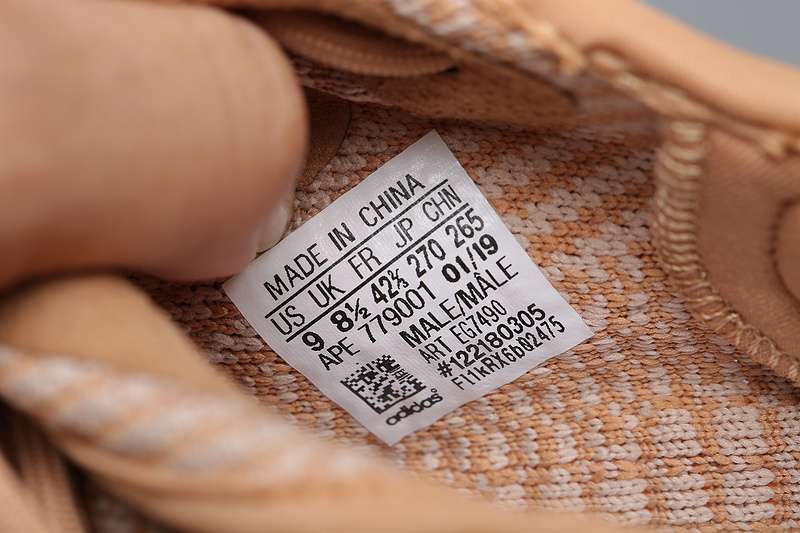 MADE IN CHINA
US UK FR JP CHN
9 8½ 42⅔ 270 265
APE 779001 01/19
MALE/MÂLE
ART EG7490
#122180305
F11kRX6b02475
adidas